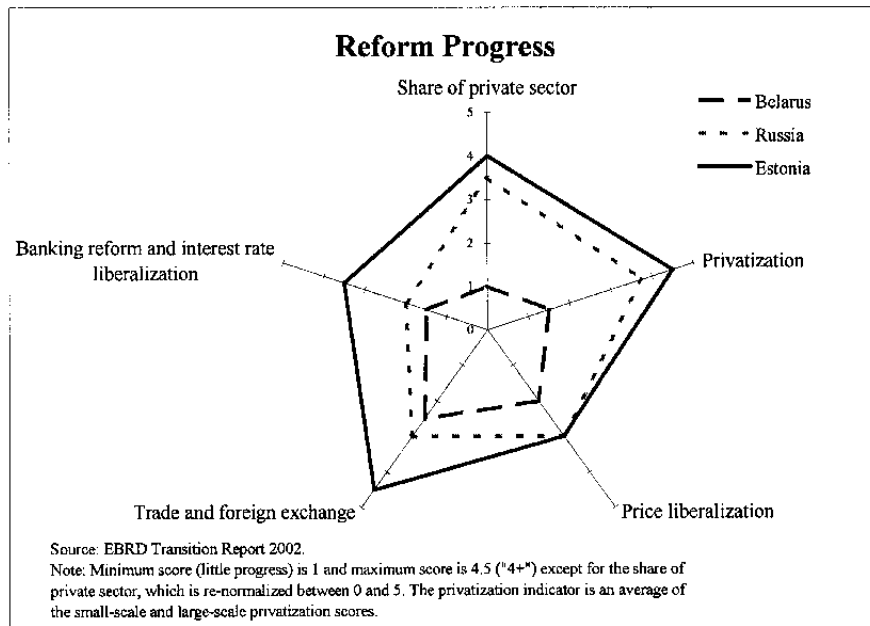 Reform Progress
Share of private sector
Belarus
Russia
Estonia
5
4
3
2
1
0
Banking reform and interest rate
liberalization
Privatization
Trade and foreign exchange
Price liberalization
Source: EBRD Transition Report 2002.
Note: Minimum score (little progress) is 1 and maximum score is 4.5 ("4+") except for the share of
private sector, which is re-normalized between 0 and 5. The privatization indicator is an average of
the small-scale and large-scale privatization scores.